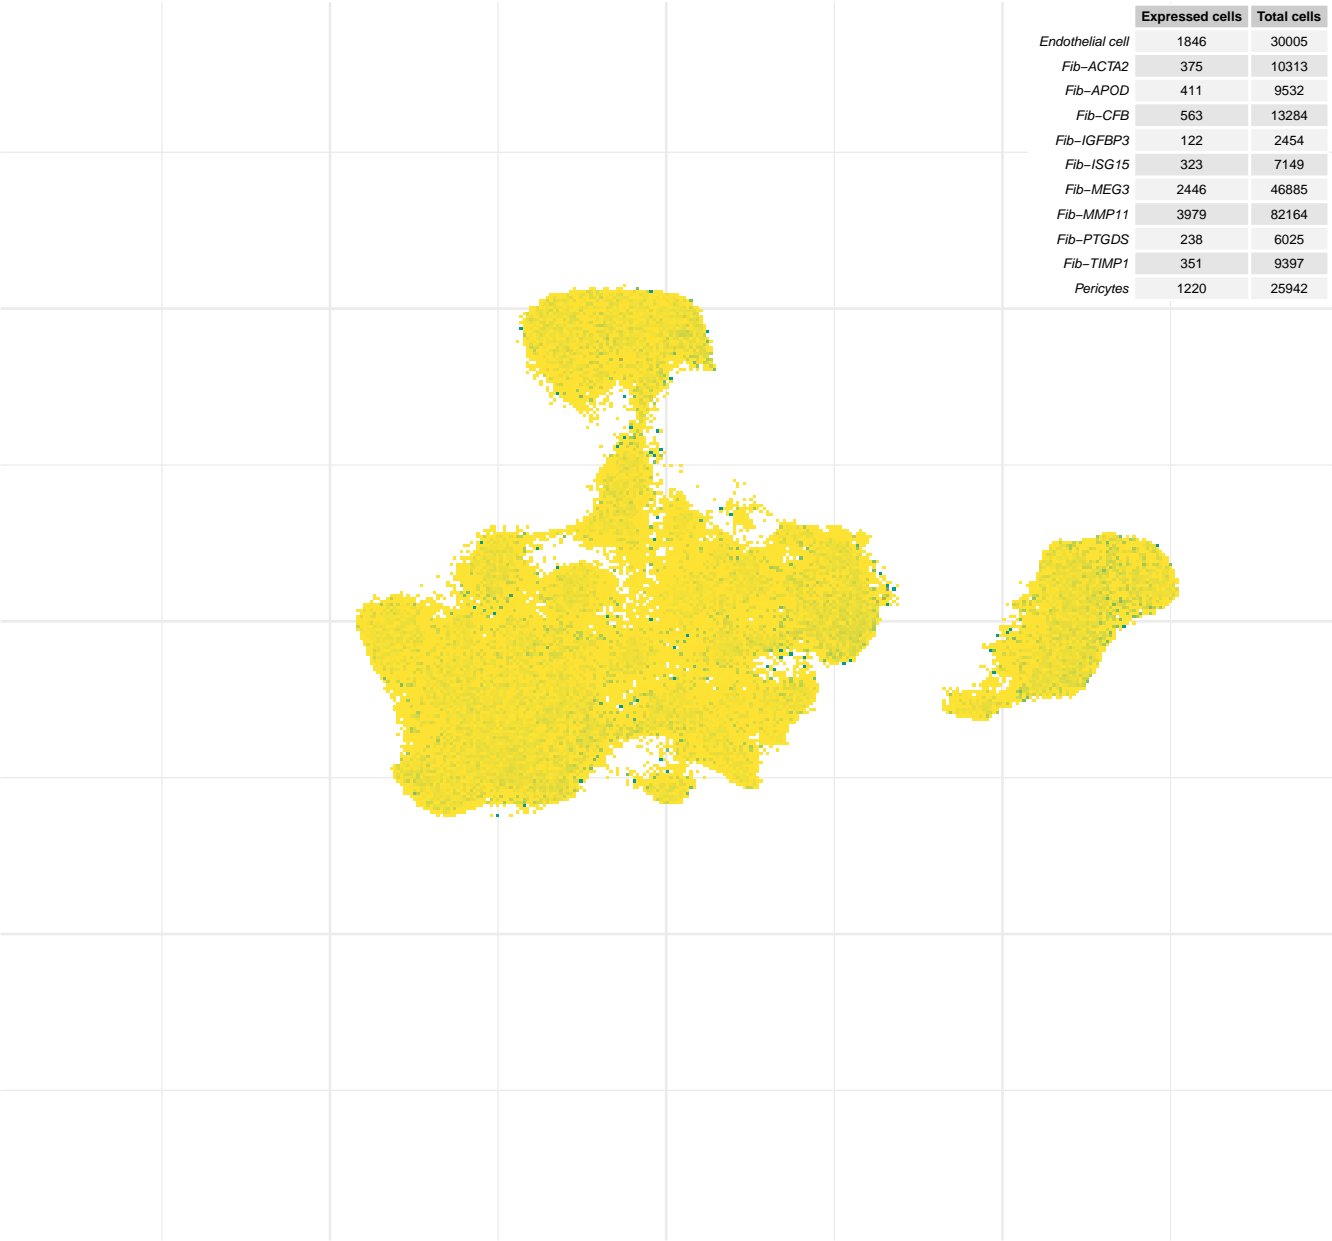 Expressed cells Total cells
Endothelial cell 1846 30005
Fib−ACTA2 375 10313
Fib−APOD 411 9532
Fib−CFB 563 13284
Fib−IGFBP3 122 2454
Fib−ISG15 323 7149
Fib−MEG3 2446 46885
Fib−MMP11 3979 82164
Fib−PTGDS 238 6025
Fib−TIMP1 351 9397
Pericytes 1220 25942